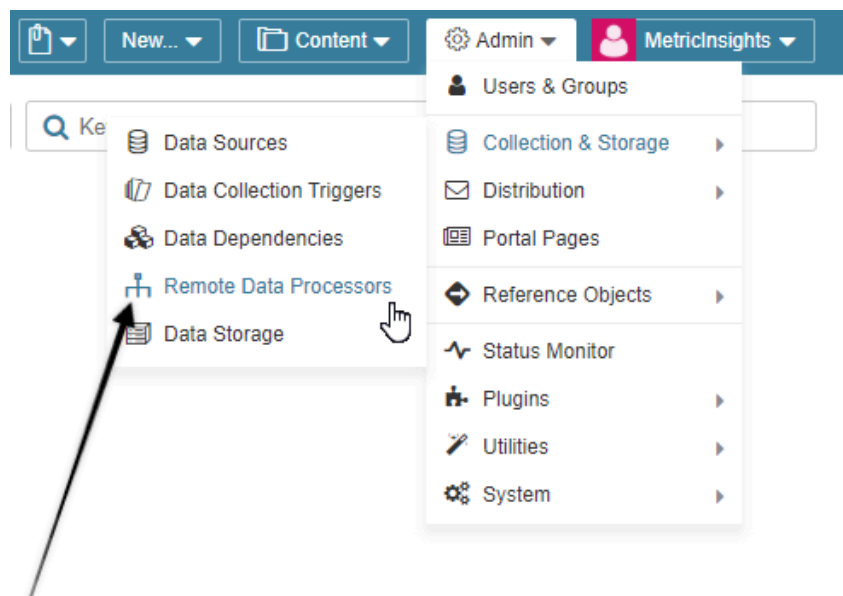 New...
Content
Admin
MetricInsights
Users & Groups
Ke
Data Sources
Collection & Storage
Data Collection Triggers
Distribution
Data Dependencies
Portal Pages
Remote Data Processors
Reference Objects
Data Storage
Status Monitor
Plugins
Utilities
System